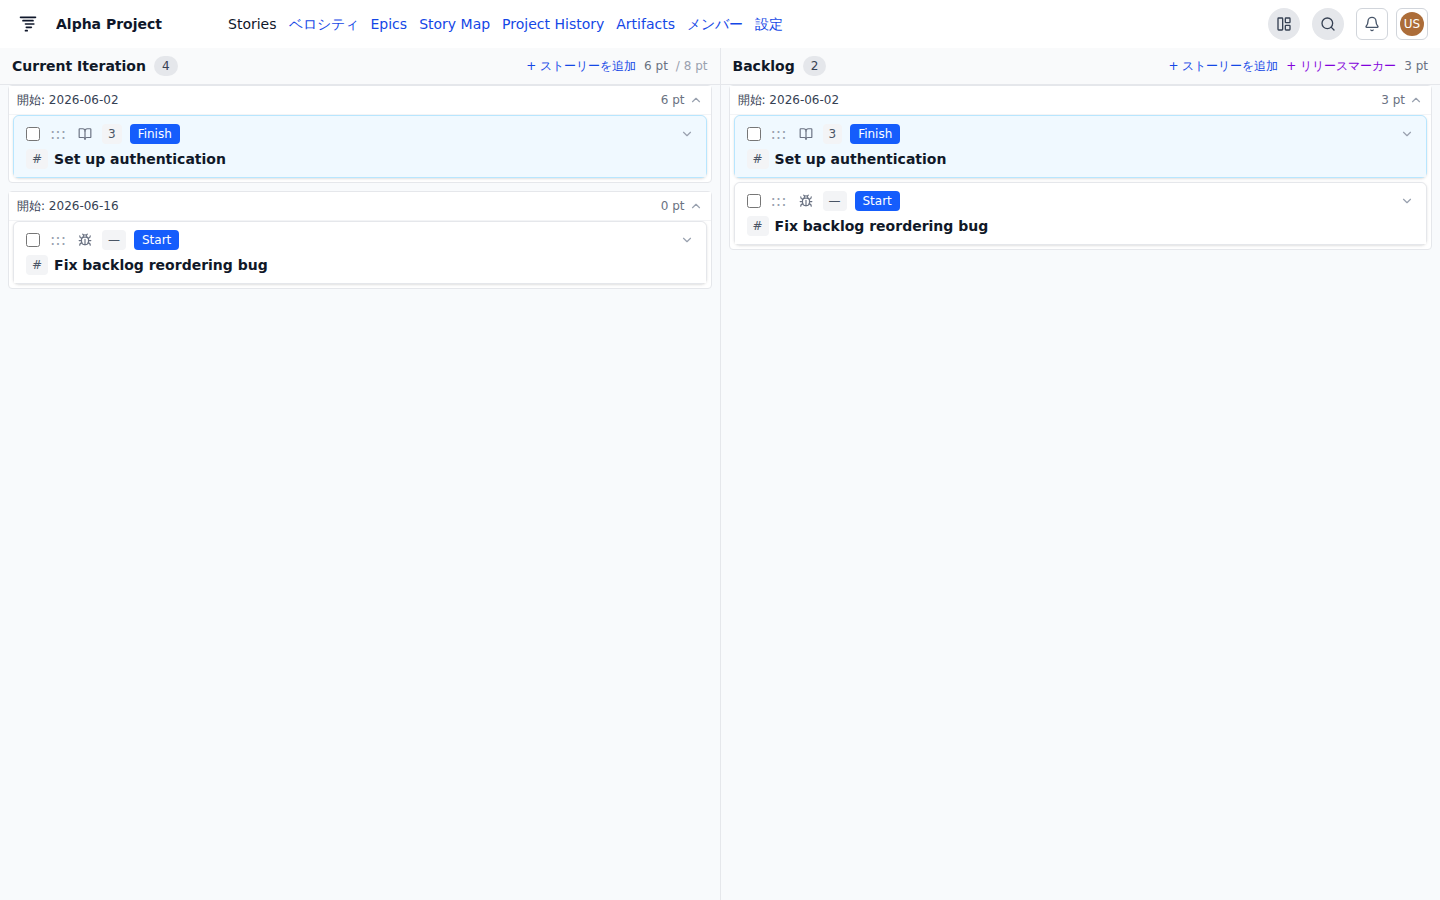 Alpha Project Stories ベロシティ Epics Story Map Project History Artifacts メンバー 設定 US
Current Iteration 4 + ストーリーを追加 6 pt / 8 pt
開始: 2026-06-02 6 pt
3 Finish
# Set up authentication
開始: 2026-06-16 0 pt
— Start
# Fix backlog reordering bug
Backlog 2 + ストーリーを追加 + リリースマーカー 3 pt
開始: 2026-06-02 3 pt
3 Finish
# Set up authentication
— Start
# Fix backlog reordering bug